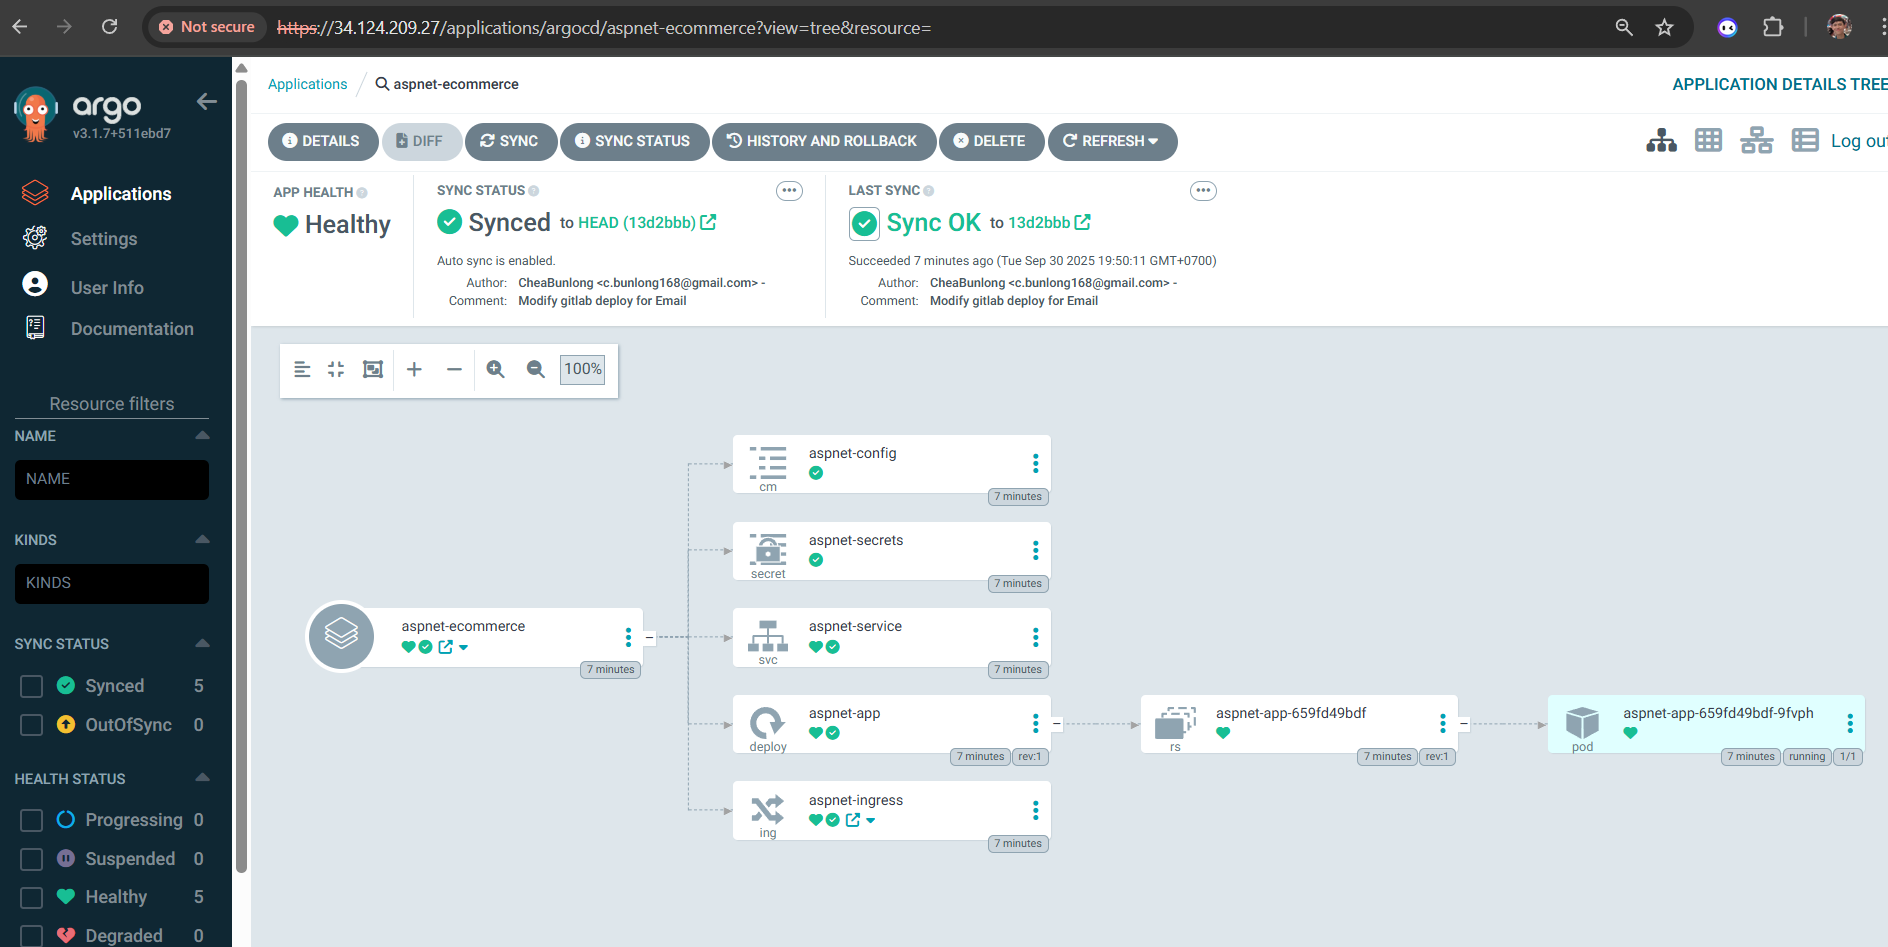 Not secure https://34.124.209.27/applications/argocd/aspnet-ecommerce?view=tree&resource=
argo
v3.1.7+511ebd7
Applications
Settings
User Info
Documentation
Resource filters
NAME
NAME
KINDS
KINDS
SYNC STATUS
Synced 5
OutOfSync 0
HEALTH STATUS
Progressing 0
Suspended 0
Healthy 5
Degraded 0
Applications / aspnet-ecommerce
APPLICATION DETAILS TREE
DETAILS DIFF SYNC SYNC STATUS HISTORY AND ROLLBACK DELETE REFRESH
Log ou
APP HEALTH
Healthy
SYNC STATUS
Synced to HEAD (13d2bbb)
Auto sync is enabled.
Author: CheaBunlong <c.bunlong168@gmail.com> -
Comment: Modify gitlab deploy for Email
LAST SYNC
Sync OK to 13d2bbb
Succeeded 7 minutes ago (Tue Sep 30 2025 19:50:11 GMT+0700)
Author: CheaBunlong <c.bunlong168@gmail.com> -
Comment: Modify gitlab deploy for Email
100%
aspnet-ecommerce
7 minutes
aspnet-config
cm
7 minutes
aspnet-secrets
secret
7 minutes
aspnet-service
svc
7 minutes
aspnet-app
deploy
7 minutes rev:1
aspnet-app-659fd49bdf
rs
7 minutes rev:1
aspnet-app-659fd49bdf-9fvph
pod
7 minutes running 1/1
aspnet-ingress
ing
7 minutes